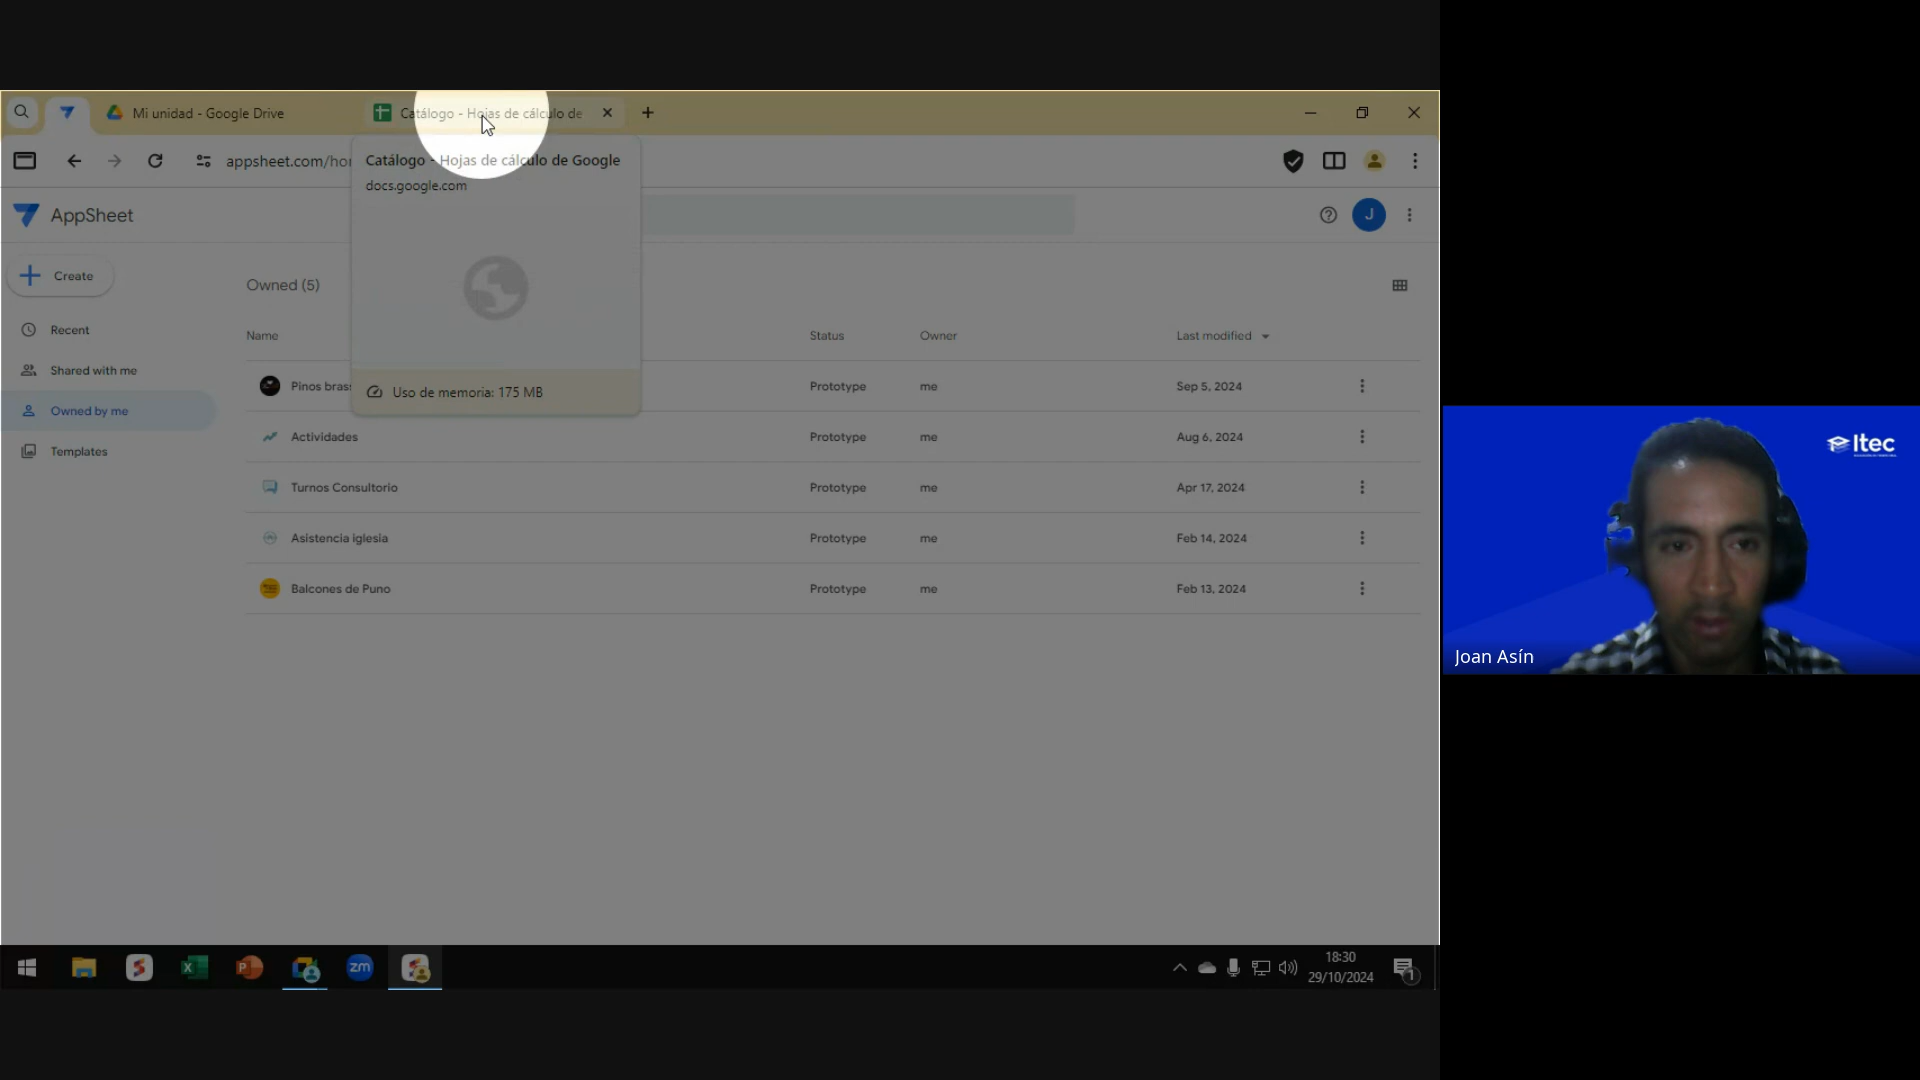 Mi unidad - Google Drive
Catálogo - Hojas de cálculo de
appsheet.com/ho
Catálogo - Hojas de cálculo de Google
docs.google.com
AppSheet
J
Create
Owned (5)
Recent
Name Status Owner Last modified
Shared with me
Pinos bras Prototype me Sep 5, 2024
Uso de memoria: 175 MB
Owned by me
Actividades Prototype me Aug 6, 2024
Templates
Turnos Consultorio Prototype me Apr 17, 2024
Asistencia iglesia Prototype me Feb 14, 2024
Balcones de Puno Prototype me Feb 13, 2024
Itec
Joan Asín
zm
18:30
29/10/2024
1